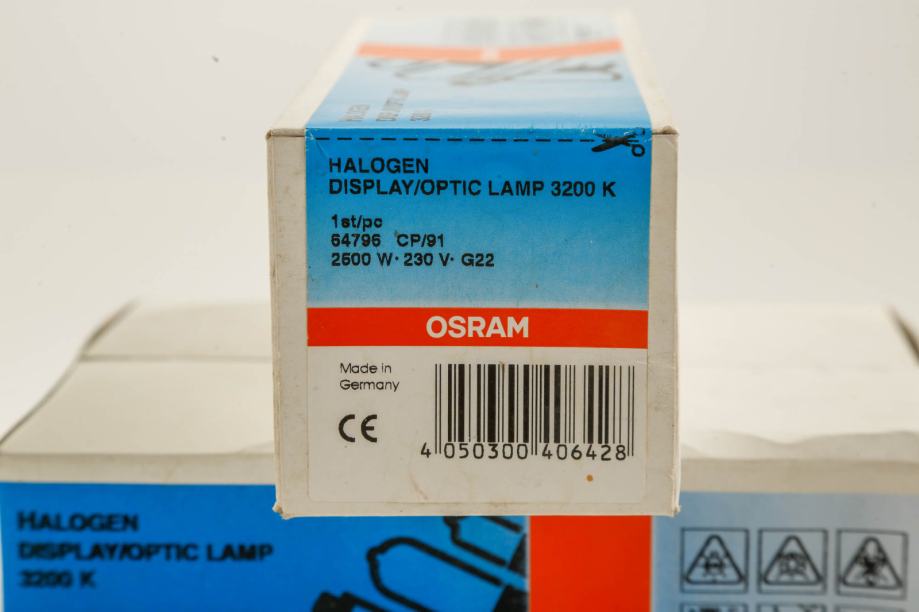 HALOGEN
DISPLAY/OPTIC LAMP 3200 K
1st/pc
64796 CP/91
2500 W· 230 V· G22
OSRAM
Made in
Germany
CE
4 050300 406428
HALOGEN
DISPLAY/OPTIC LAMP
3200 K